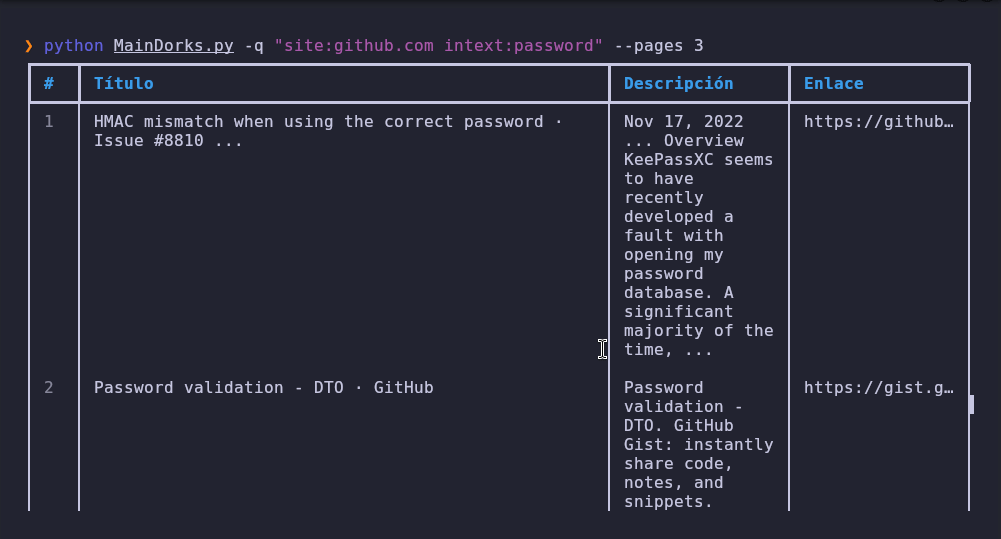 ❯ python MainDorks.py -q "site:github.com intext:password" --pages 3
# Título Descripción Enlace
1 HMAC mismatch when using the correct password · Nov 17, 2022 https://github…
Issue #8810 ... ... Overview
KeePassXC seems
to have
recently
developed a
fault with
opening my
password
database. A
significant
majority of the
time, ...
2 Password validation - DTO · GitHub Password https://gist.g…
validation -
DTO. GitHub
Gist: instantly
share code,
notes, and
snippets.